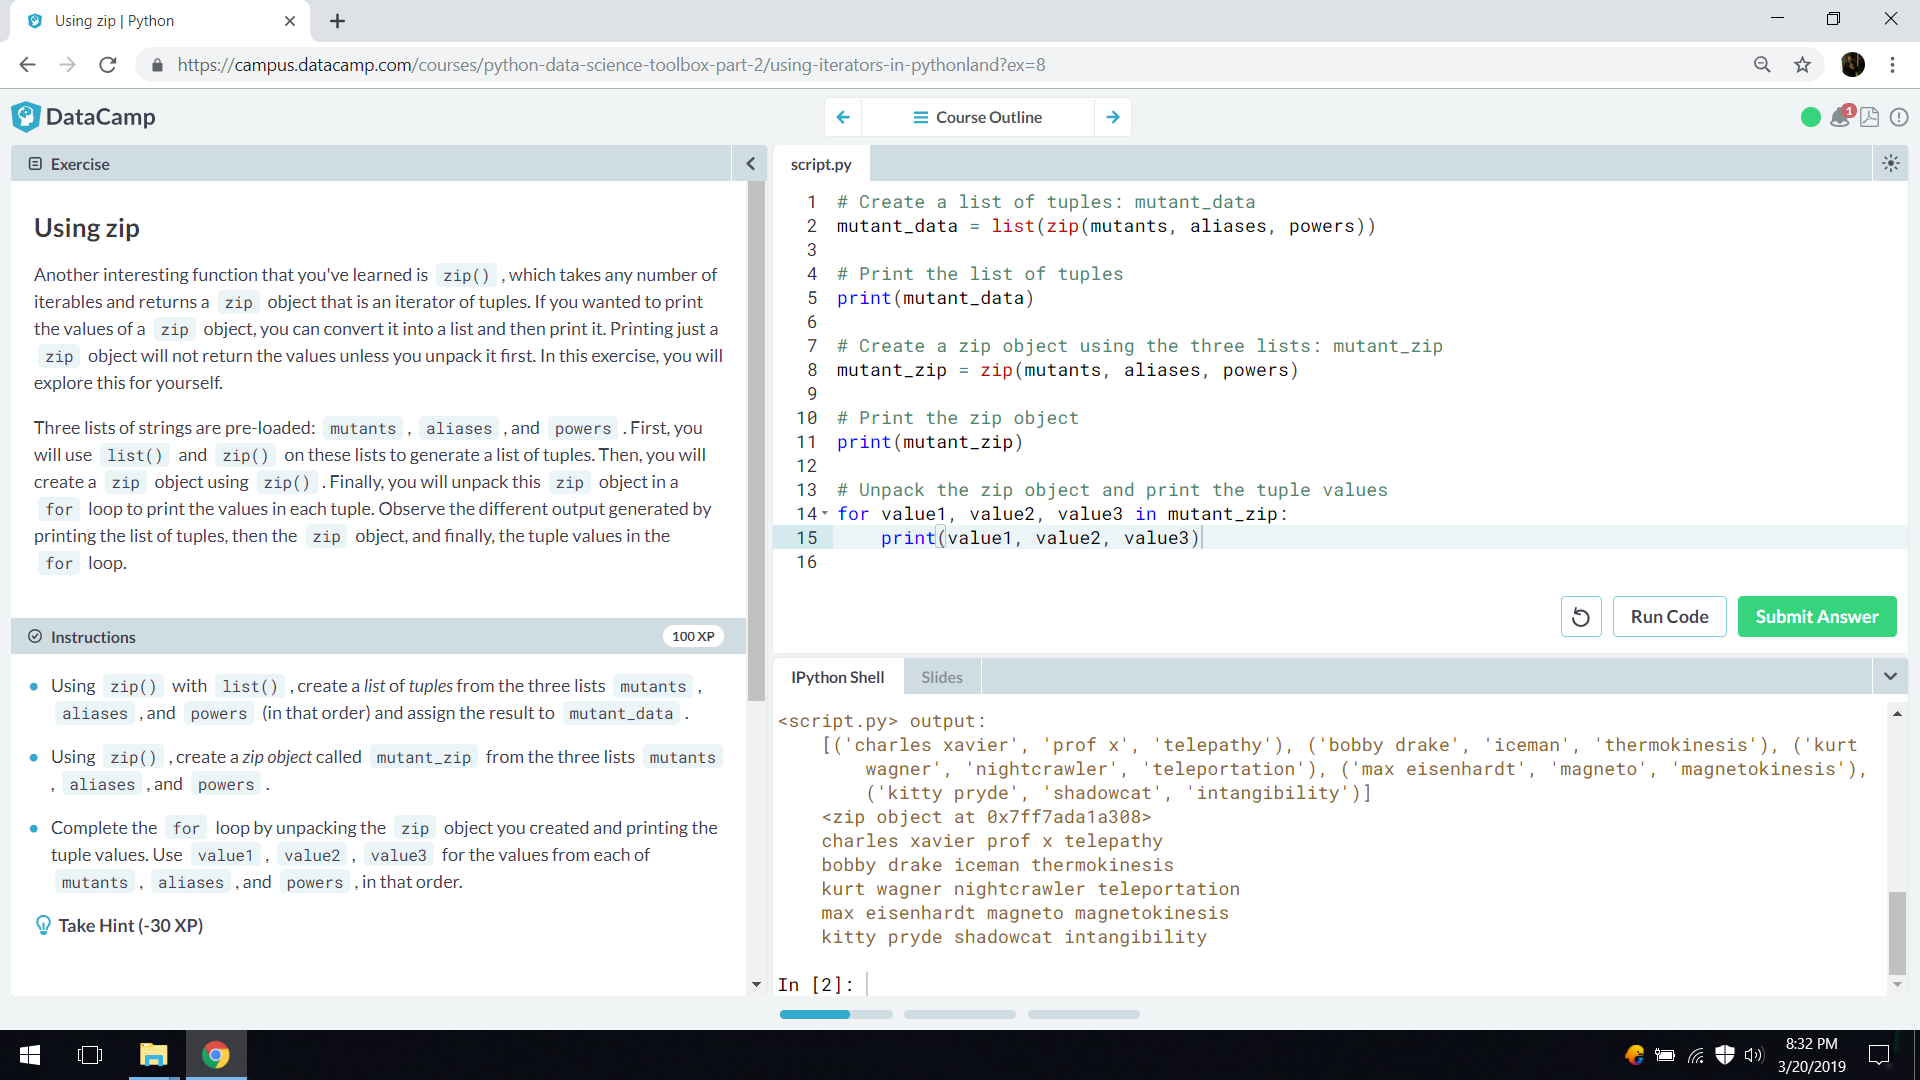 Using zip | Python
https://campus.datacamp.com/courses/python-data-science-toolbox-part-2/using-iterators-in-pythonland?ex=8
DataCamp
Course Outline
1
Exercise
Using zip
Another interesting function that you've learned is zip() , which takes any number of
iterables and returns a zip object that is an iterator of tuples. If you wanted to print
the values of a zip object, you can convert it into a list and then print it. Printing just a
zip object will not return the values unless you unpack it first. In this exercise, you will
explore this for yourself.
Three lists of strings are pre-loaded: mutants , aliases , and powers . First, you
will use list() and zip() on these lists to generate a list of tuples. Then, you will
create a zip object using zip() . Finally, you will unpack this zip object in a
for loop to print the values in each tuple. Observe the different output generated by
printing the list of tuples, then the zip object, and finally, the tuple values in the
for loop.
Instructions
100 XP
Using zip() with list() , create a list of tuples from the three lists mutants ,
aliases , and powers (in that order) and assign the result to mutant_data .
Using zip() , create a zip object called mutant_zip from the three lists mutants
, aliases , and powers .
Complete the for loop by unpacking the zip object you created and printing the
tuple values. Use value1 , value2 , value3 for the values from each of
mutants , aliases , and powers , in that order.
Take Hint (-30 XP)
script.py
1 # Create a list of tuples: mutant_data
2 mutant_data = list(zip(mutants, aliases, powers))
3
4 # Print the list of tuples
5 print(mutant_data)
6
7 # Create a zip object using the three lists: mutant_zip
8 mutant_zip = zip(mutants, aliases, powers)
9
10 # Print the zip object
11 print(mutant_zip)
12
13 # Unpack the zip object and print the tuple values
14 for value1, value2, value3 in mutant_zip:
15     print(value1, value2, value3)
16
Run Code
Submit Answer
IPython Shell
Slides
<script.py> output:
[('charles xavier', 'prof x', 'telepathy'), ('bobby drake', 'iceman', 'thermokinesis'), ('kurt
wagner', 'nightcrawler', 'teleportation'), ('max eisenhardt', 'magneto', 'magnetokinesis'),
('kitty pryde', 'shadowcat', 'intangibility')]
<zip object at 0x7ff7ada1a308>
charles xavier prof x telepathy
bobby drake iceman thermokinesis
kurt wagner nightcrawler teleportation
max eisenhardt magneto magnetokinesis
kitty pryde shadowcat intangibility
In [2]:
8:32 PM
3/20/2019